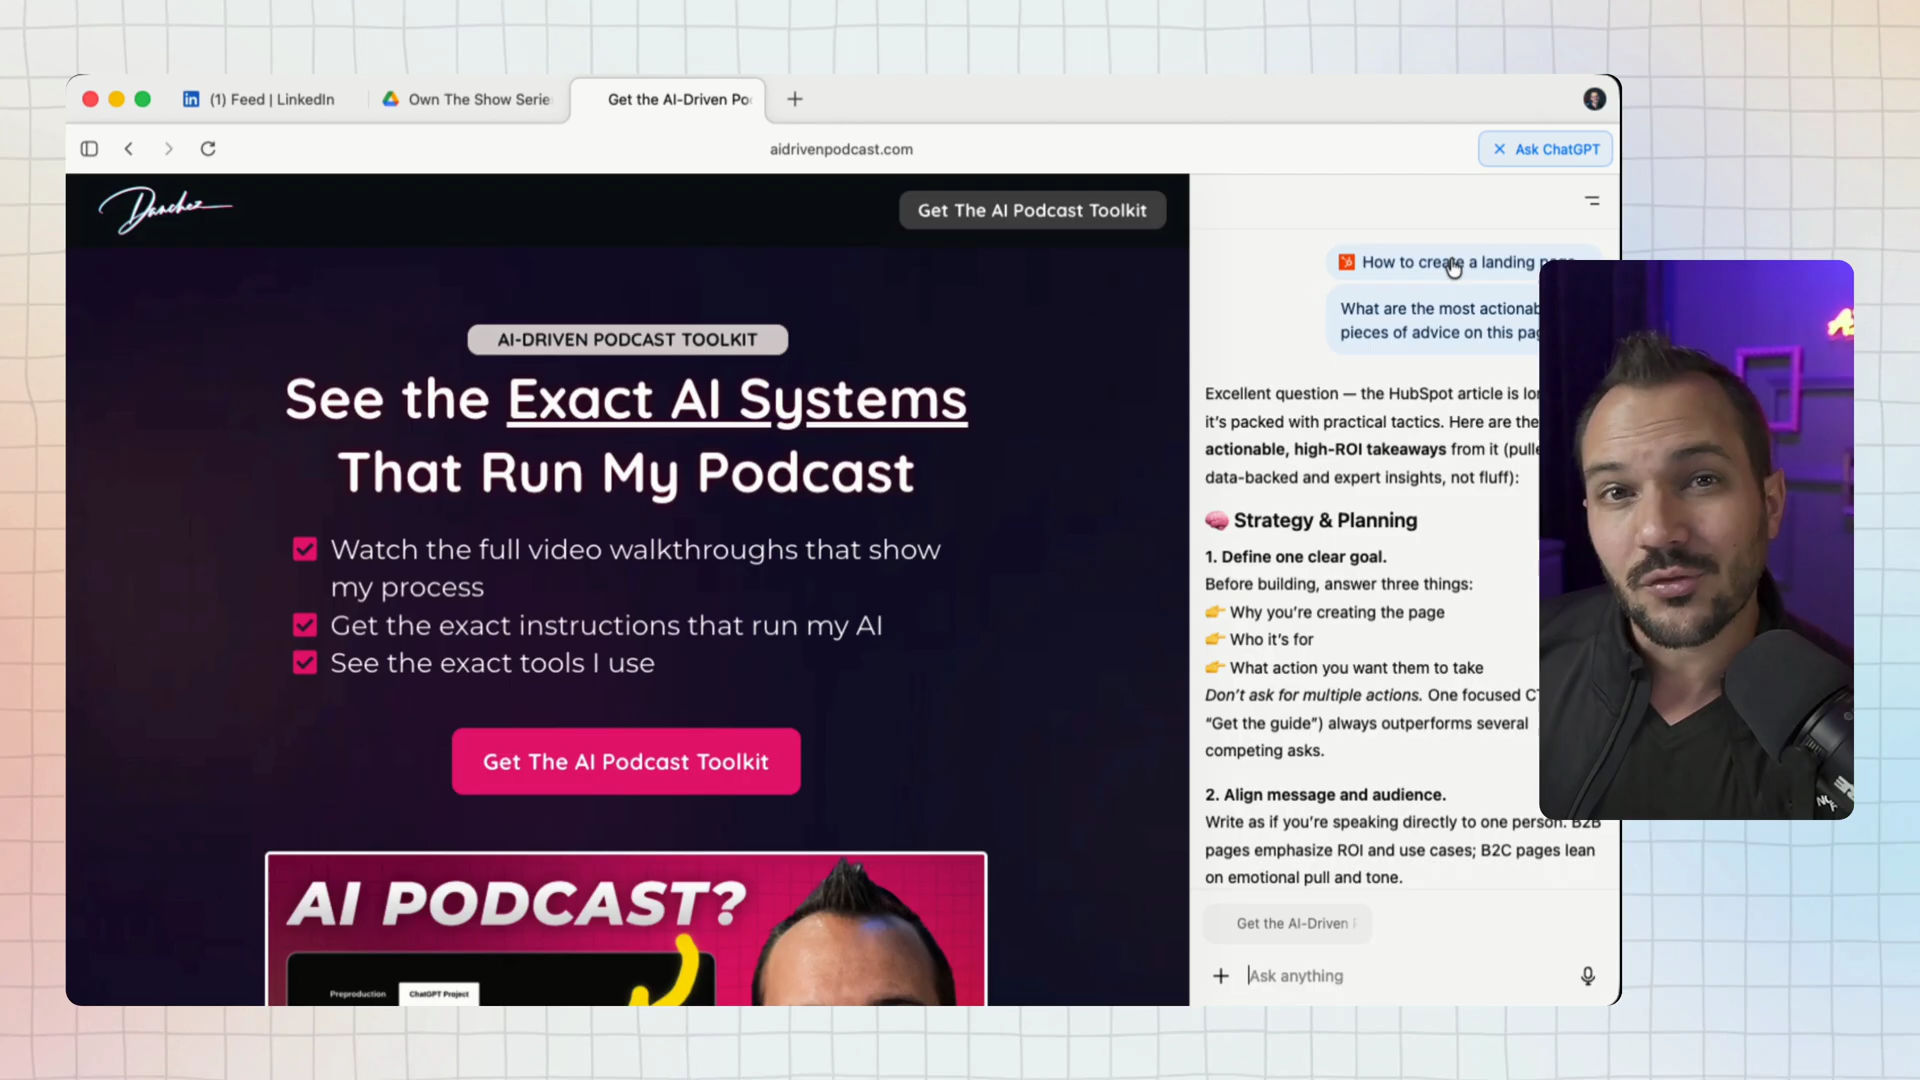 (1) Feed | LinkedIn
Own The Show Serie
Get the AI-Driven Po
aidrivenpodcast.com
Ask ChatGPT
Danchez
Get The AI Podcast Toolkit
AI-DRIVEN PODCAST TOOLKIT
See the Exact AI Systems
That Run My Podcast
Watch the full video walkthroughs that show
my process
Get the exact instructions that run my AI
See the exact tools I use
Get The AI Podcast Toolkit
AI PODCAST?
Preproduction
ChatGPT Project
How to create a landing
What are the most actionab
pieces of advice on this pag
Excellent question — the HubSpot article is lon
it's packed with practical tactics. Here are the
actionable, high-ROI takeaways from it (pulle
data-backed and expert insights, not fluff):
🧠 Strategy & Planning
1. Define one clear goal.
Before building, answer three things:
👉 Why you're creating the page
👉 Who it's for
👉 What action you want them to take
Don't ask for multiple actions. One focused CT
"Get the guide") always outperforms several
competing asks.
2. Align message and audience.
Write as if you're speaking directly to one person. B2B
pages emphasize ROI and use cases; B2C pages lean
on emotional pull and tone.
Get the AI-Driven
Ask anything